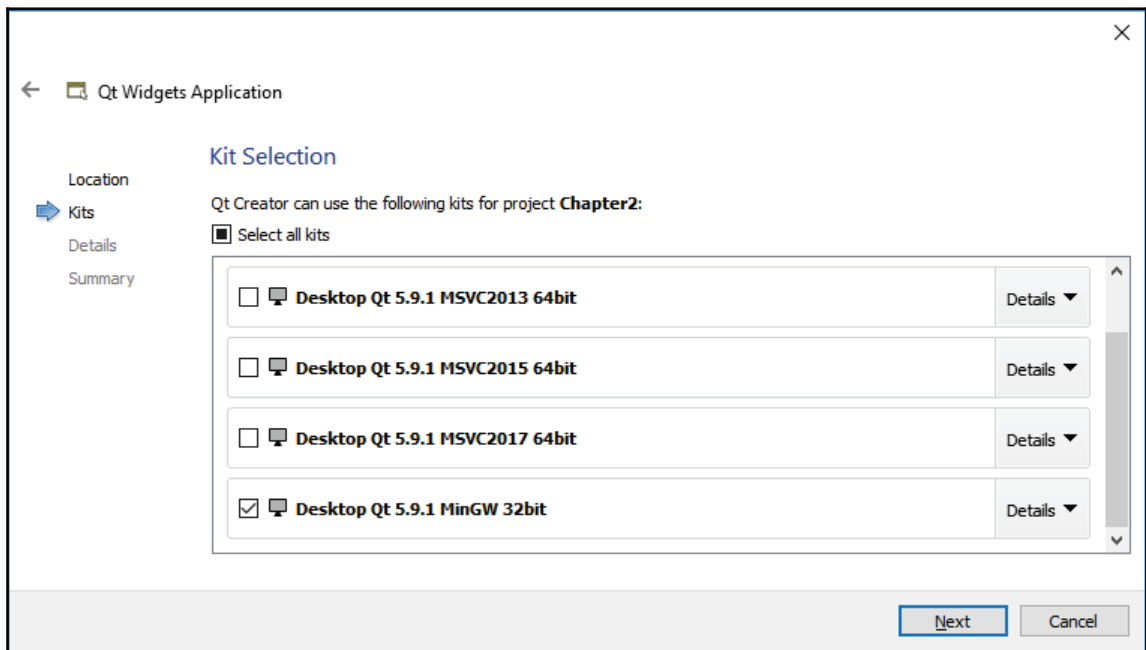 Qt Widgets Application
Location
Kits
Details
Summary
Kit Selection
Qt Creator can use the following kits for project Chapter2:
Select all kits
Desktop Qt 5.9.1 MSVC2013 64bit Details
Desktop Qt 5.9.1 MSVC2015 64bit Details
Desktop Qt 5.9.1 MSVC2017 64bit Details
Desktop Qt 5.9.1 MinGW 32bit Details
Next Cancel